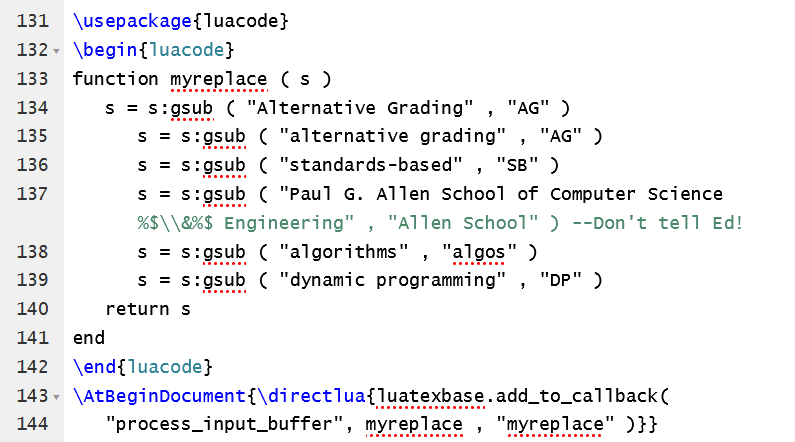 131 \usepackage{luacode}
132 \begin{luacode}
133 function myreplace ( s )
134 s = s:gsub ( "Alternative Grading" , "AG" )
135 s = s:gsub ( "alternative grading" , "AG" )
136 s = s:gsub ( "standards-based" , "SB" )
137 s = s:gsub ( "Paul G. Allen School of Computer Science
%$\\&%$ Engineering" , "Allen School" ) --Don't tell Ed!
138 s = s:gsub ( "algorithms" , "algos" )
139 s = s:gsub ( "dynamic programming" , "DP" )
140 return s
141 end
142 \end{luacode}
143 \AtBeginDocument{\directlua{luatexbase.add_to_callback(
144 "process_input_buffer", myreplace , "myreplace" )}}